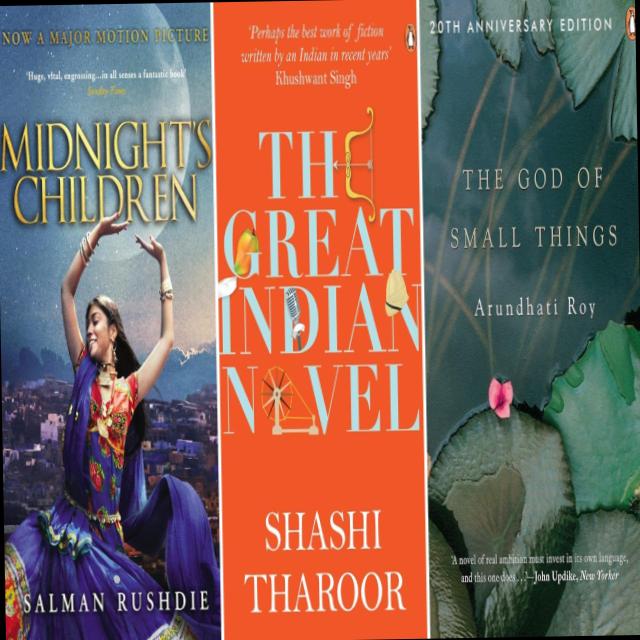 NOW A MAJOR MOTION PICTURE
'Huge, vital, engrossing...in all senses a fantastic book'
Sunday Times
MIDNIGHT'S
CHILDREN
SALMAN RUSHDIE
'Perhaps the best work of fiction
written by an Indian in recent years'
Khushwant Singh
THE
GREAT
INDIAN
NOVEL
SHASHI
THAROOR
20TH ANNIVERSARY EDITION
THE GOD OF
SMALL THINGS
Arundhati Roy
'A novel of real ambition must invest in its own language,
and this one does...'—John Updike, New Yorker